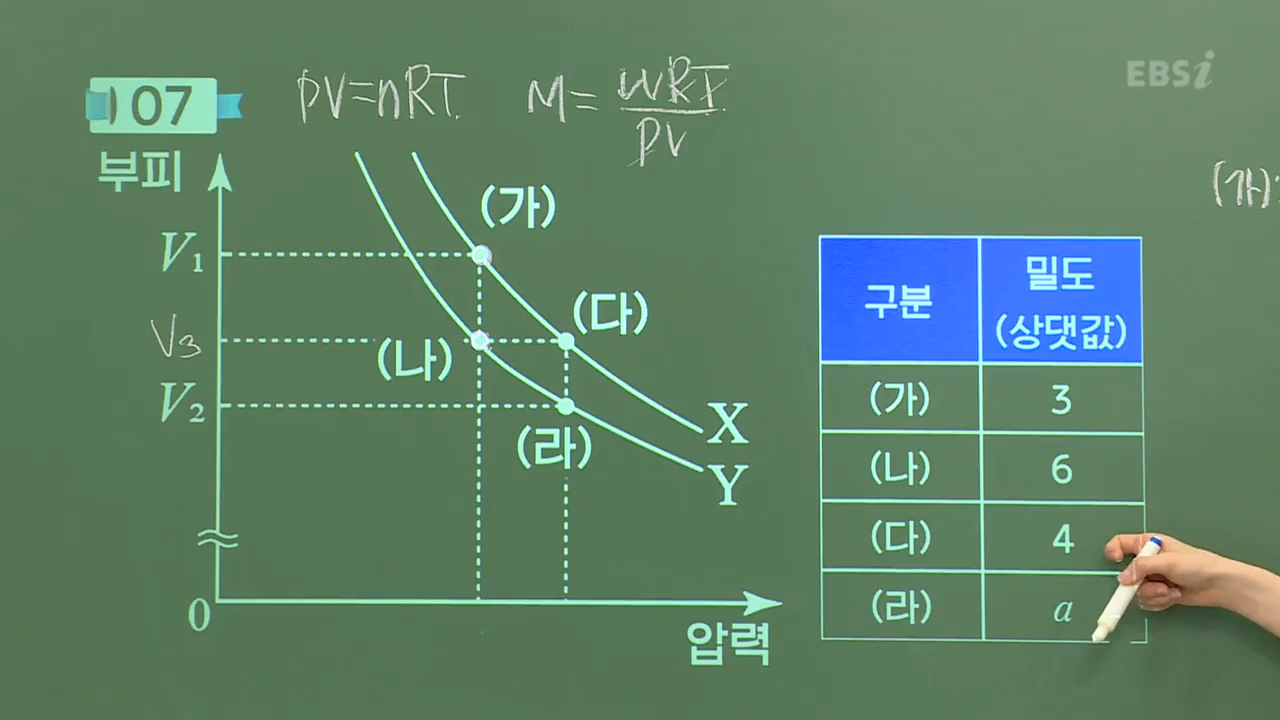 EBSi
07
PV=nRT
M=wRT/PV
부피
(가)
V₁
(다)
V₃
(나)
V₂
(라)
X
Y
0
압력
(가):
구분 밀도 (상댓값)
(가) 3
(나) 6
(다) 4
(라) a